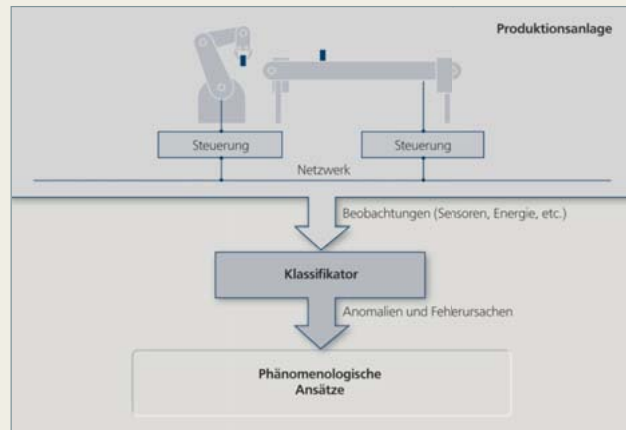 Produktionsanlage
Steuerung
Steuerung
Netzwerk
Beobachtungen (Sensoren, Energie, etc.)
Klassifikator
Anomalien und Fehlerursachen
Phänomenologische
Ansätze